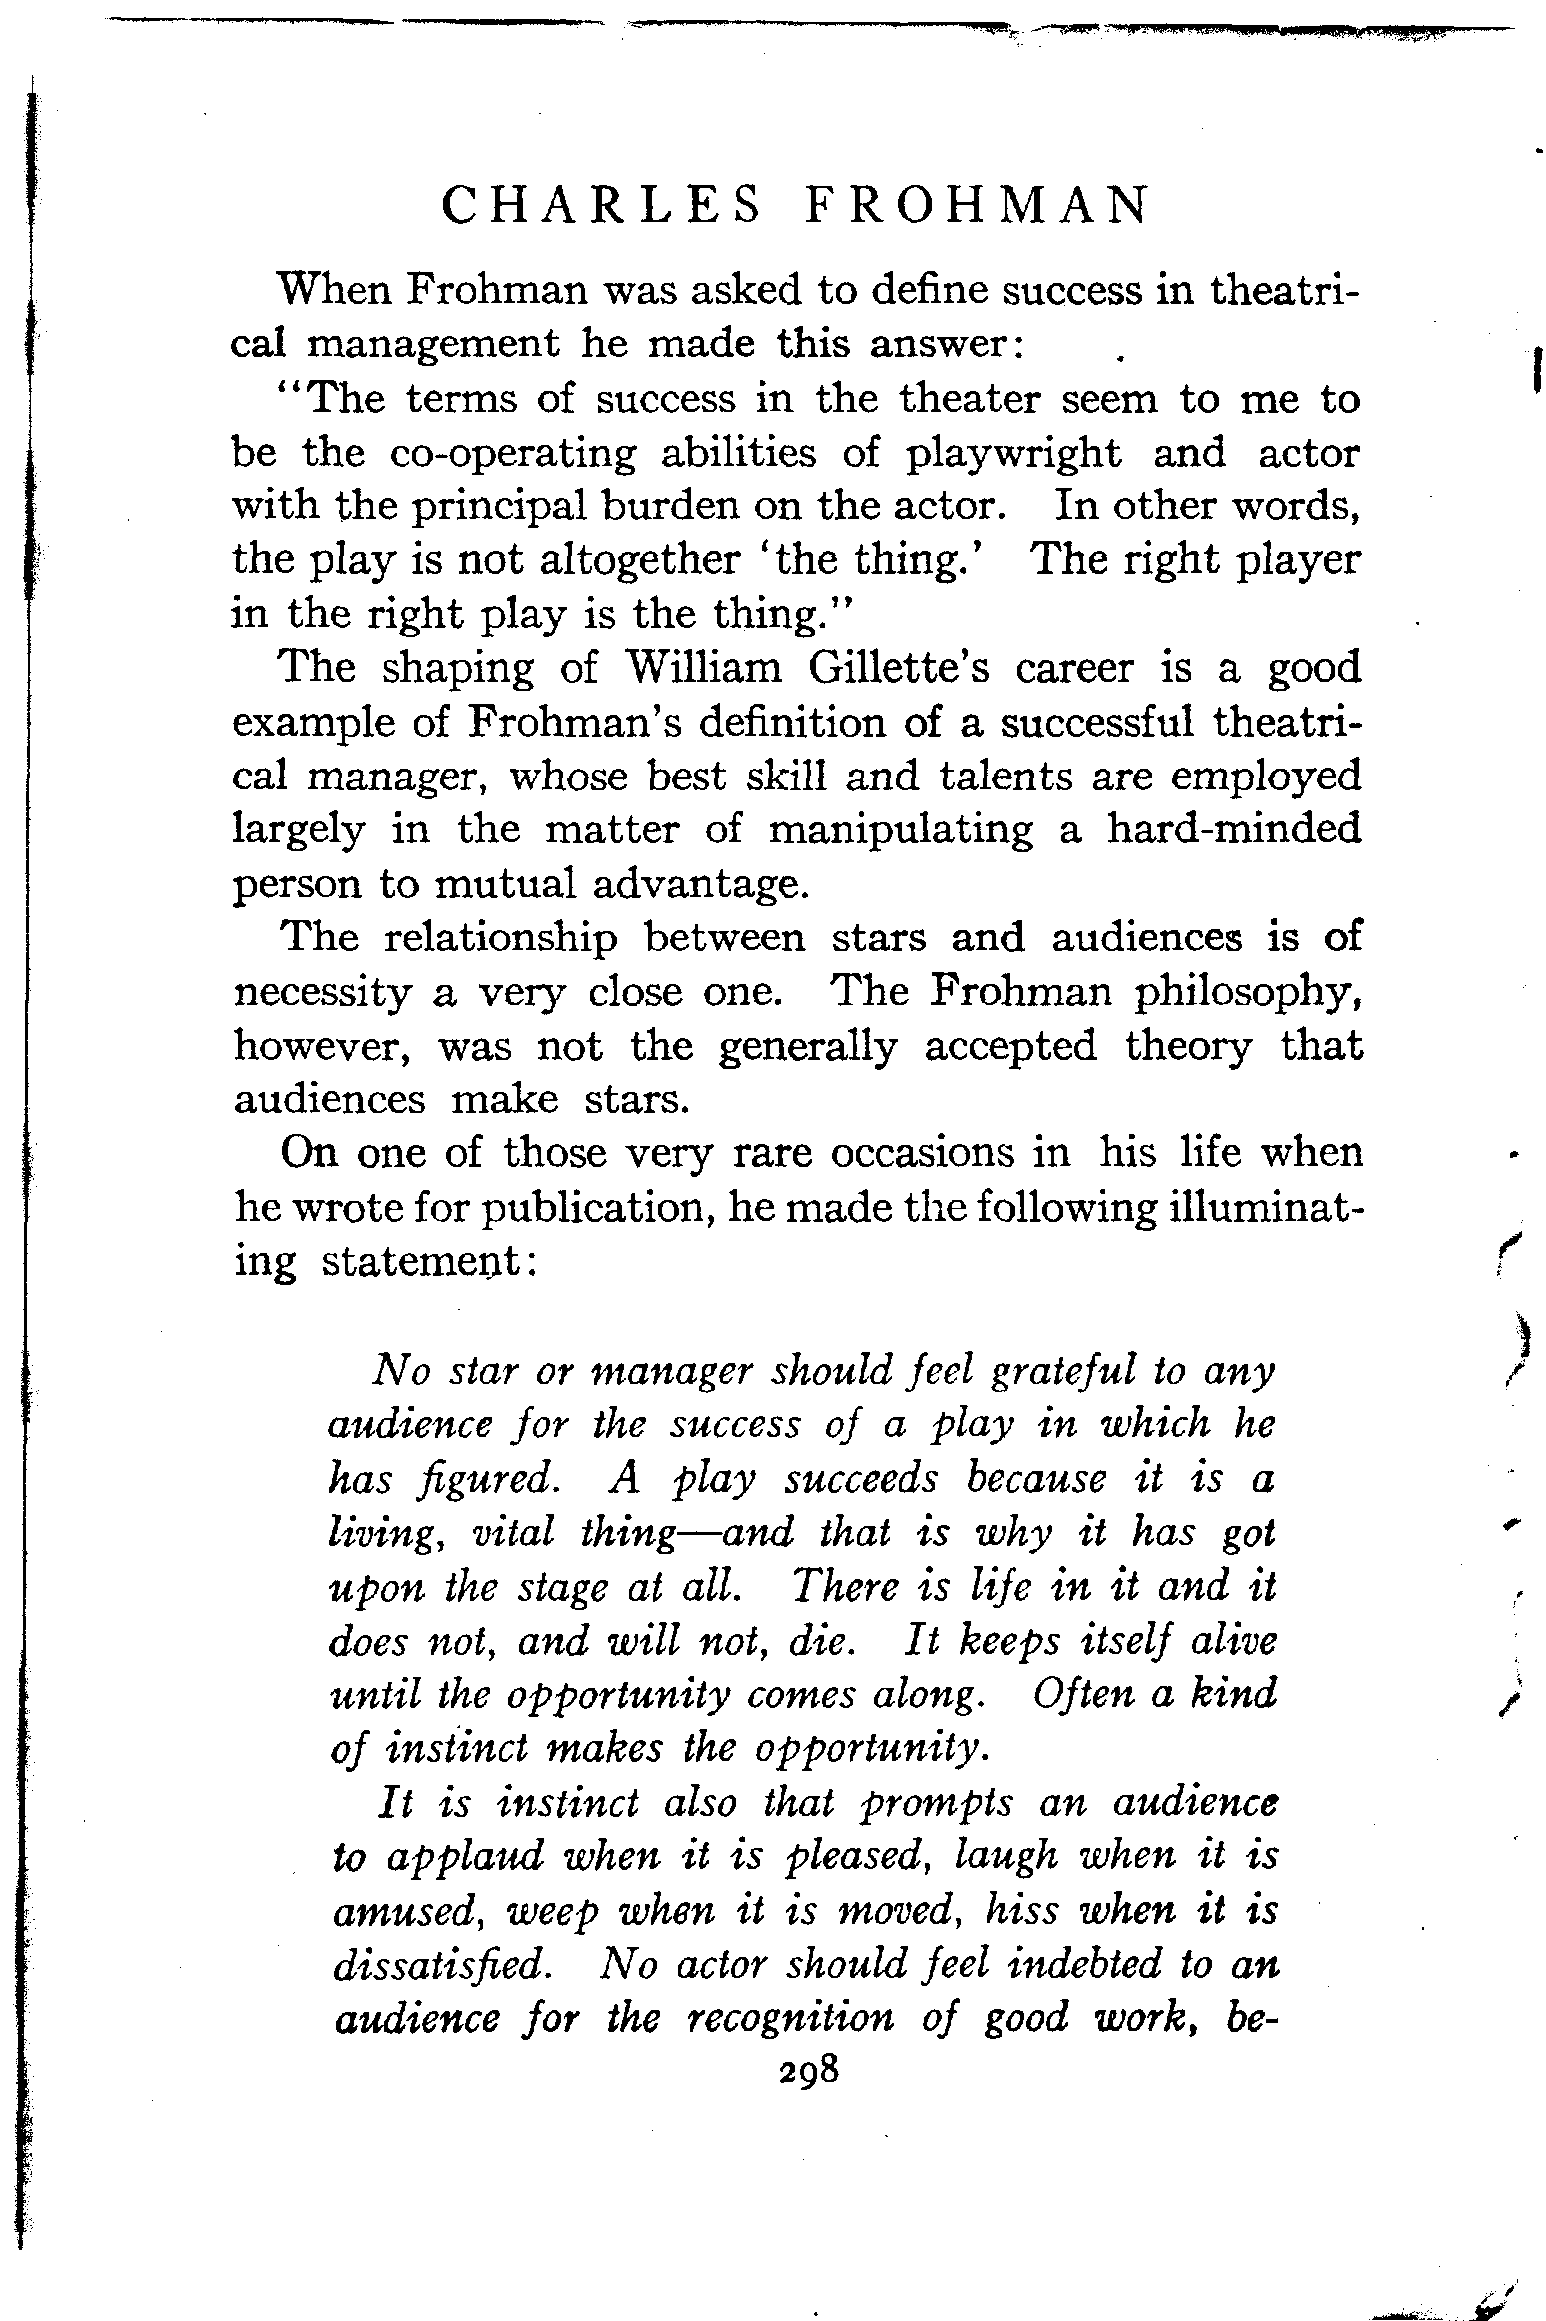 CHARLES FROHMAN
When Frohman was asked to define success in theatri-
cal management he made this answer:
“The terms of success in the theater seem to me to
be the co-operating abilities of playwright and actor
with the principal burden on the actor. In other words,
the play is not altogether ‘the thing.’ The right player
in the right play is the thing.”
The shaping of William Gillette’s career is a good
example of Frohman’s definition of a successful theatri-
cal manager, whose best skill and talents are employed
largely in the matter of manipulating a hard-minded
person to mutual advantage.
The relationship between stars and audiences is of
necessity a very close one. The Frohman philosophy,
however, was not the generally accepted theory that
audiences make stars.
On one of those very rare occasions in his life when
he wrote for publication, he made the following illuminat-
ing statement:
No star or manager should feel grateful to any
audience for the success of a play in which he
has figured. A play succeeds because it is a
living, vital thing—and that is why it has got
upon the stage at all. There is life in it and it
does not, and will not, die. It keeps itself alive
until the opportunity comes along. Often a kind
of instinct makes the opportunity.
It is instinct also that prompts an audience
to applaud when it is pleased, laugh when it is
amused, weep when it is moved, hiss when it is
dissatisfied. No actor should feel indebted to an
audience for the recognition of good work, be-
298